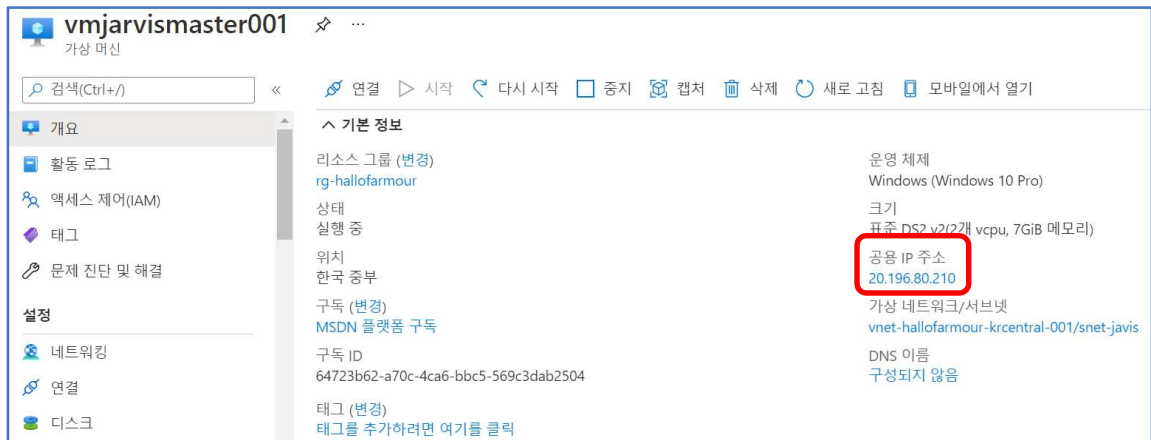 vmjarvismaster001 ...
가상 머신
검색(Ctrl+/) «
연결 시작 다시 시작 중지 캡처 삭제 새로 고침 모바일에서 열기
개요
활동 로그
액세스 제어(IAM)
태그
문제 진단 및 해결
설정
네트워킹
연결
디스크
기본 정보
리소스 그룹 (변경)
rg-hallofarmour
상태
실행 중
위치
한국 중부
구독 (변경)
MSDN 플랫폼 구독
구독 ID
64723b62-a70c-4ca6-bbc5-569c3dab2504
태그 (변경)
태그를 추가하려면 여기를 클릭
운영 체제
Windows (Windows 10 Pro)
크기
표준 DS2 v2(2개 vcpu, 7GiB 메모리)
공용 IP 주소
20.196.80.210
가상 네트워크/서브넷
vnet-hallofarmour-krcentral-001/snet-javis
DNS 이름
구성되지 않음